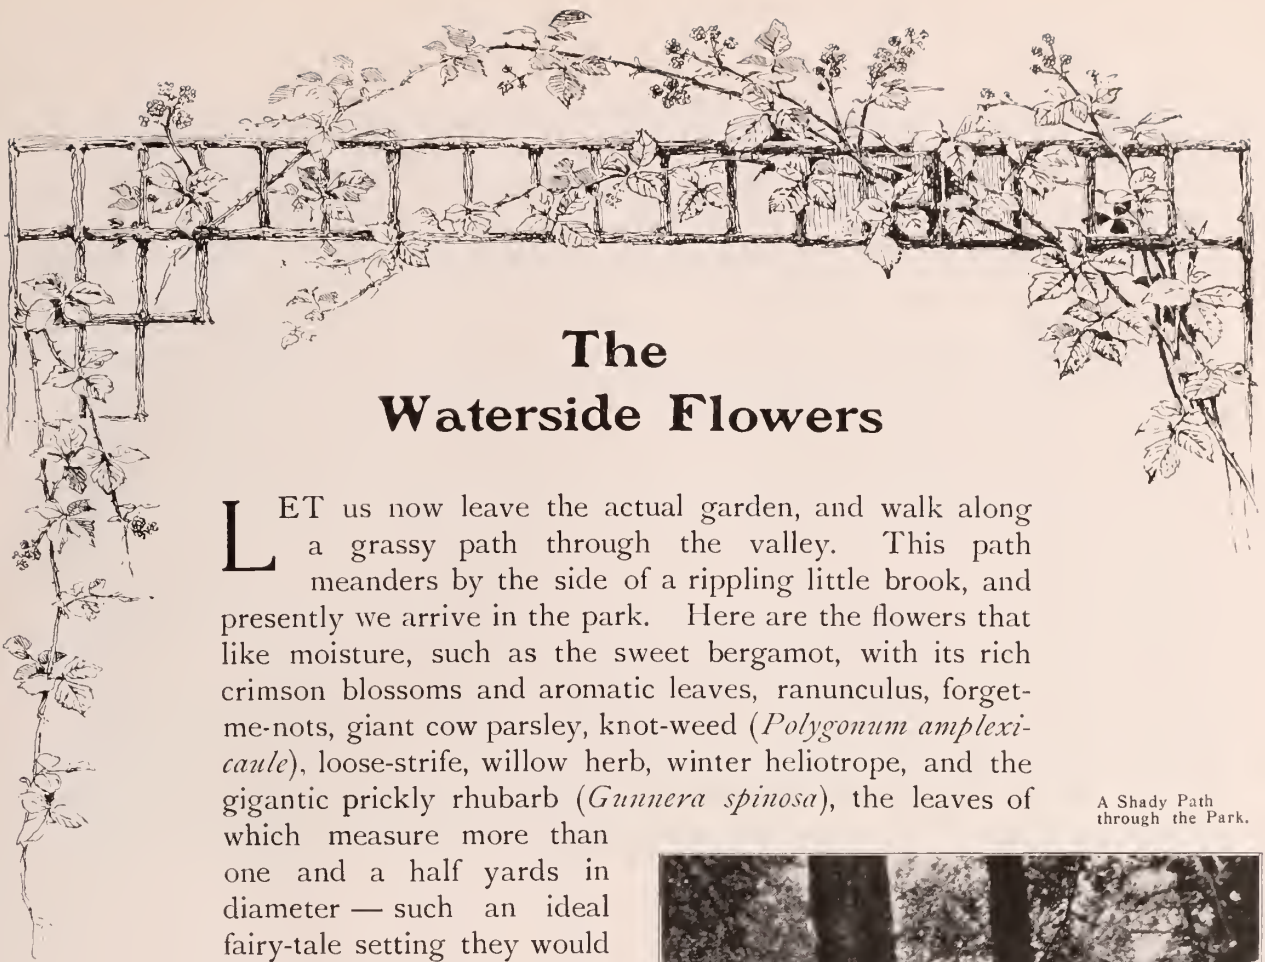 The
Waterside Flowers
LET us now leave the actual garden, and walk along
a grassy path through the valley. This path
meanders by the side of a rippling little brook, and
presently we arrive in the park. Here are the flowers that
like moisture, such as the sweet bergamot, with its rich
crimson blossoms and aromatic leaves, ranunculus, forget-
me-nots, giant cow parsley, knot-weed (Polygonum amplexi-
caule), loose-strife, willow herb, winter heliotrope, and the
gigantic prickly rhubarb (Gunnera spinosa), the leaves of
which measure more than
one and a half yards in
diameter — such an ideal
fairy-tale setting they would
A Shady Path
through the Park.